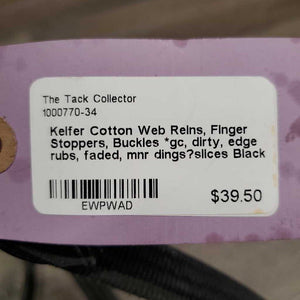 The Tack Collector
1000770-34
Keifer Cotton Web Reins, Finger
Stoppers, Buckles *gc, dirty, edge
rubs, faded, mnr dings?slices Black
EWPWAD
$39.50